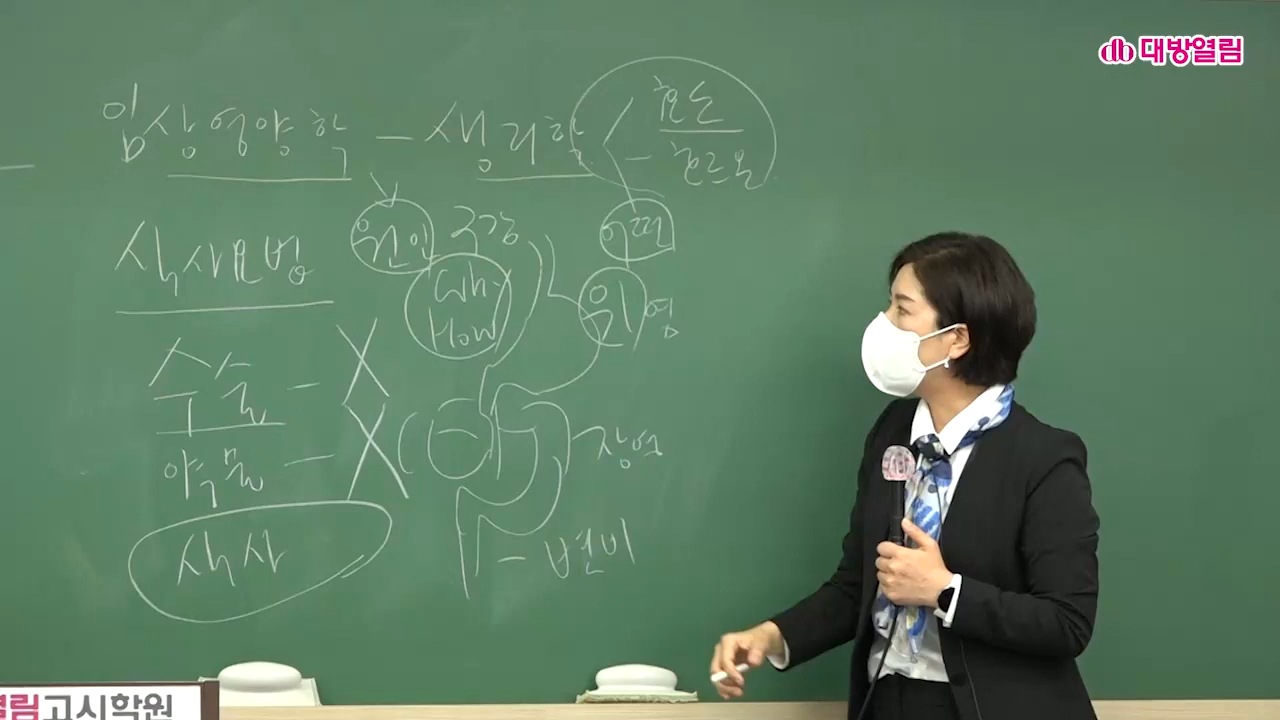 대방열림
임상영양학 - 생리학 < 효소
- 호르몬
식사요법 원인 구강
Why
How
위염
수술 - X
약물 - X
장염
식사
- 변비
열림고시학원